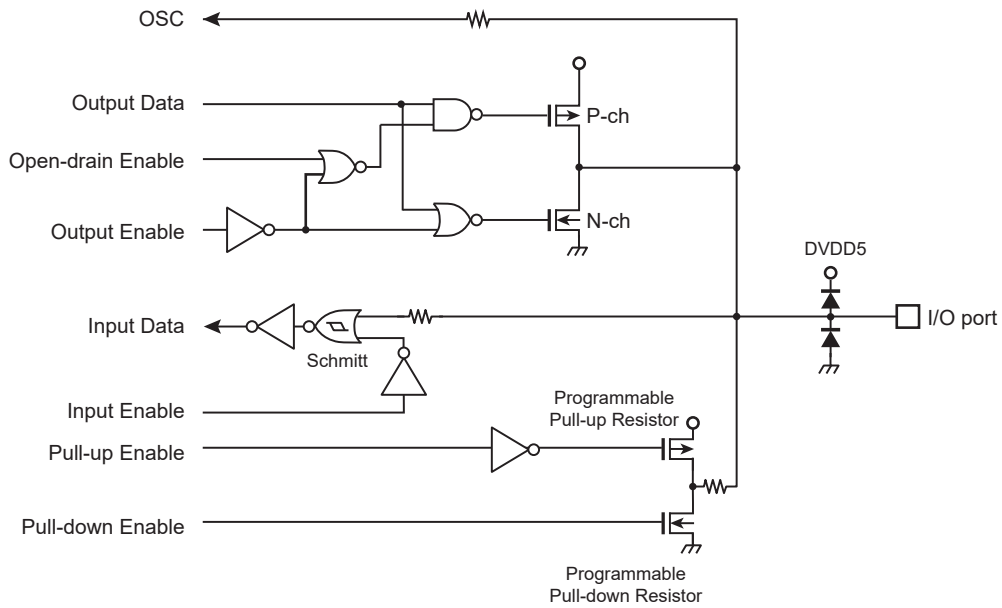 OSC
Output Data
P-ch
Open-drain Enable
N-ch
Output Enable
DVDD5
I/O port
Input Data
Schmitt
Input Enable
Programmable
Pull-up Resistor
Pull-up Enable
Pull-down Enable
Programmable
Pull-down Resistor